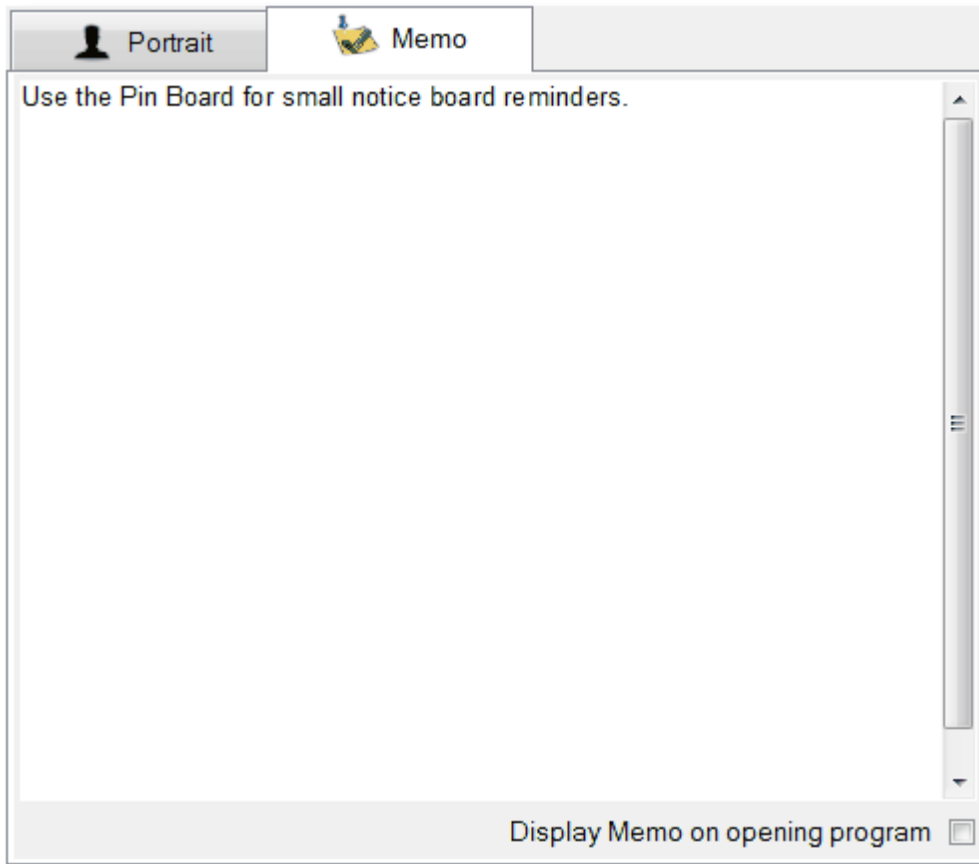 Portrait
Memo
Use the Pin Board for small notice board reminders.
Display Memo on opening program